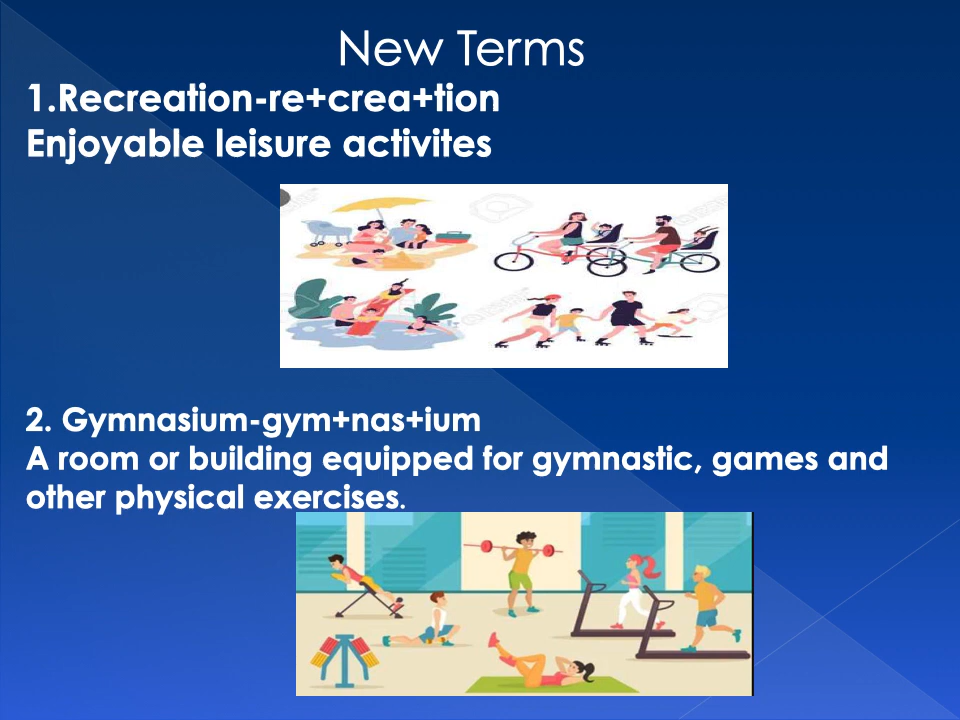 New Terms
1.Recreation-re+crea+tion
Enjoyable leisure activites
2. Gymnasium-gym+nas+ium
A room or building equipped for gymnastic, games and
other physical exercises.